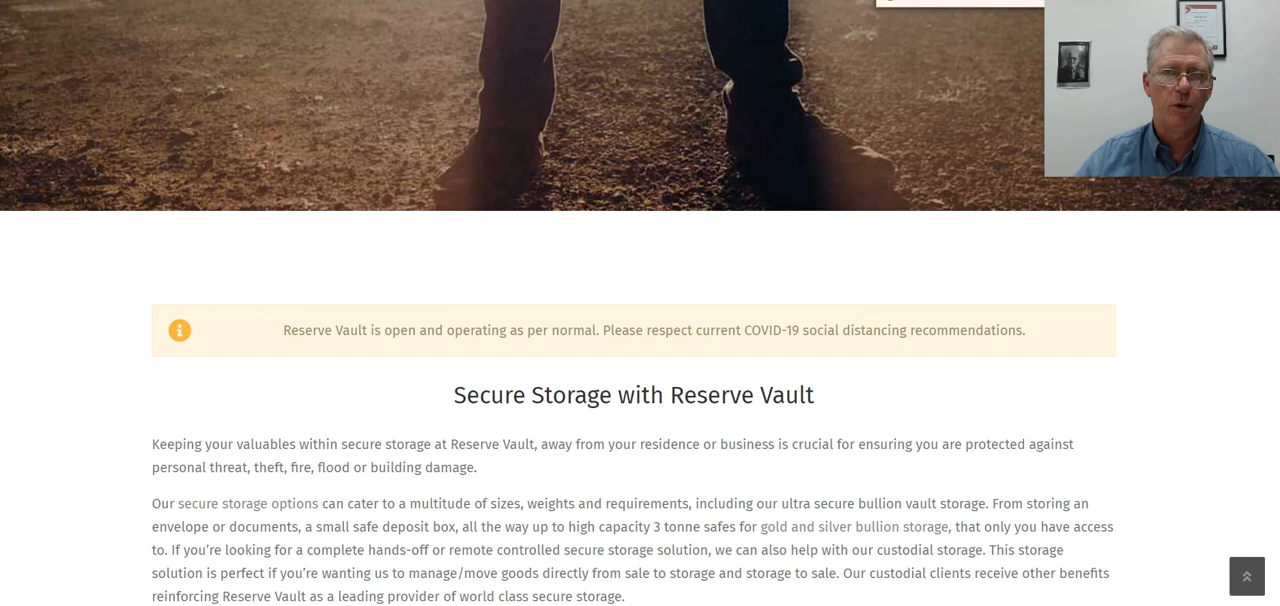 Reserve Vault is open and operating as per normal. Please respect current COVID-19 social distancing recommendations.
Secure Storage with Reserve Vault
Keeping your valuables within secure storage at Reserve Vault, away from your residence or business is crucial for ensuring you are protected against
personal threat, theft, fire, flood or building damage.
Our secure storage options can cater to a multitude of sizes, weights and requirements, including our ultra secure bullion vault storage. From storing an
envelope or documents, a small safe deposit box, all the way up to high capacity 3 tonne safes for gold and silver bullion storage, that only you have access
to. If you’re looking for a complete hands-off or remote controlled secure storage solution, we can also help with our custodial storage. This storage
solution is perfect if you’re wanting us to manage/move goods directly from sale to storage and storage to sale. Our custodial clients receive other benefits
reinforcing Reserve Vault as a leading provider of world class secure storage.